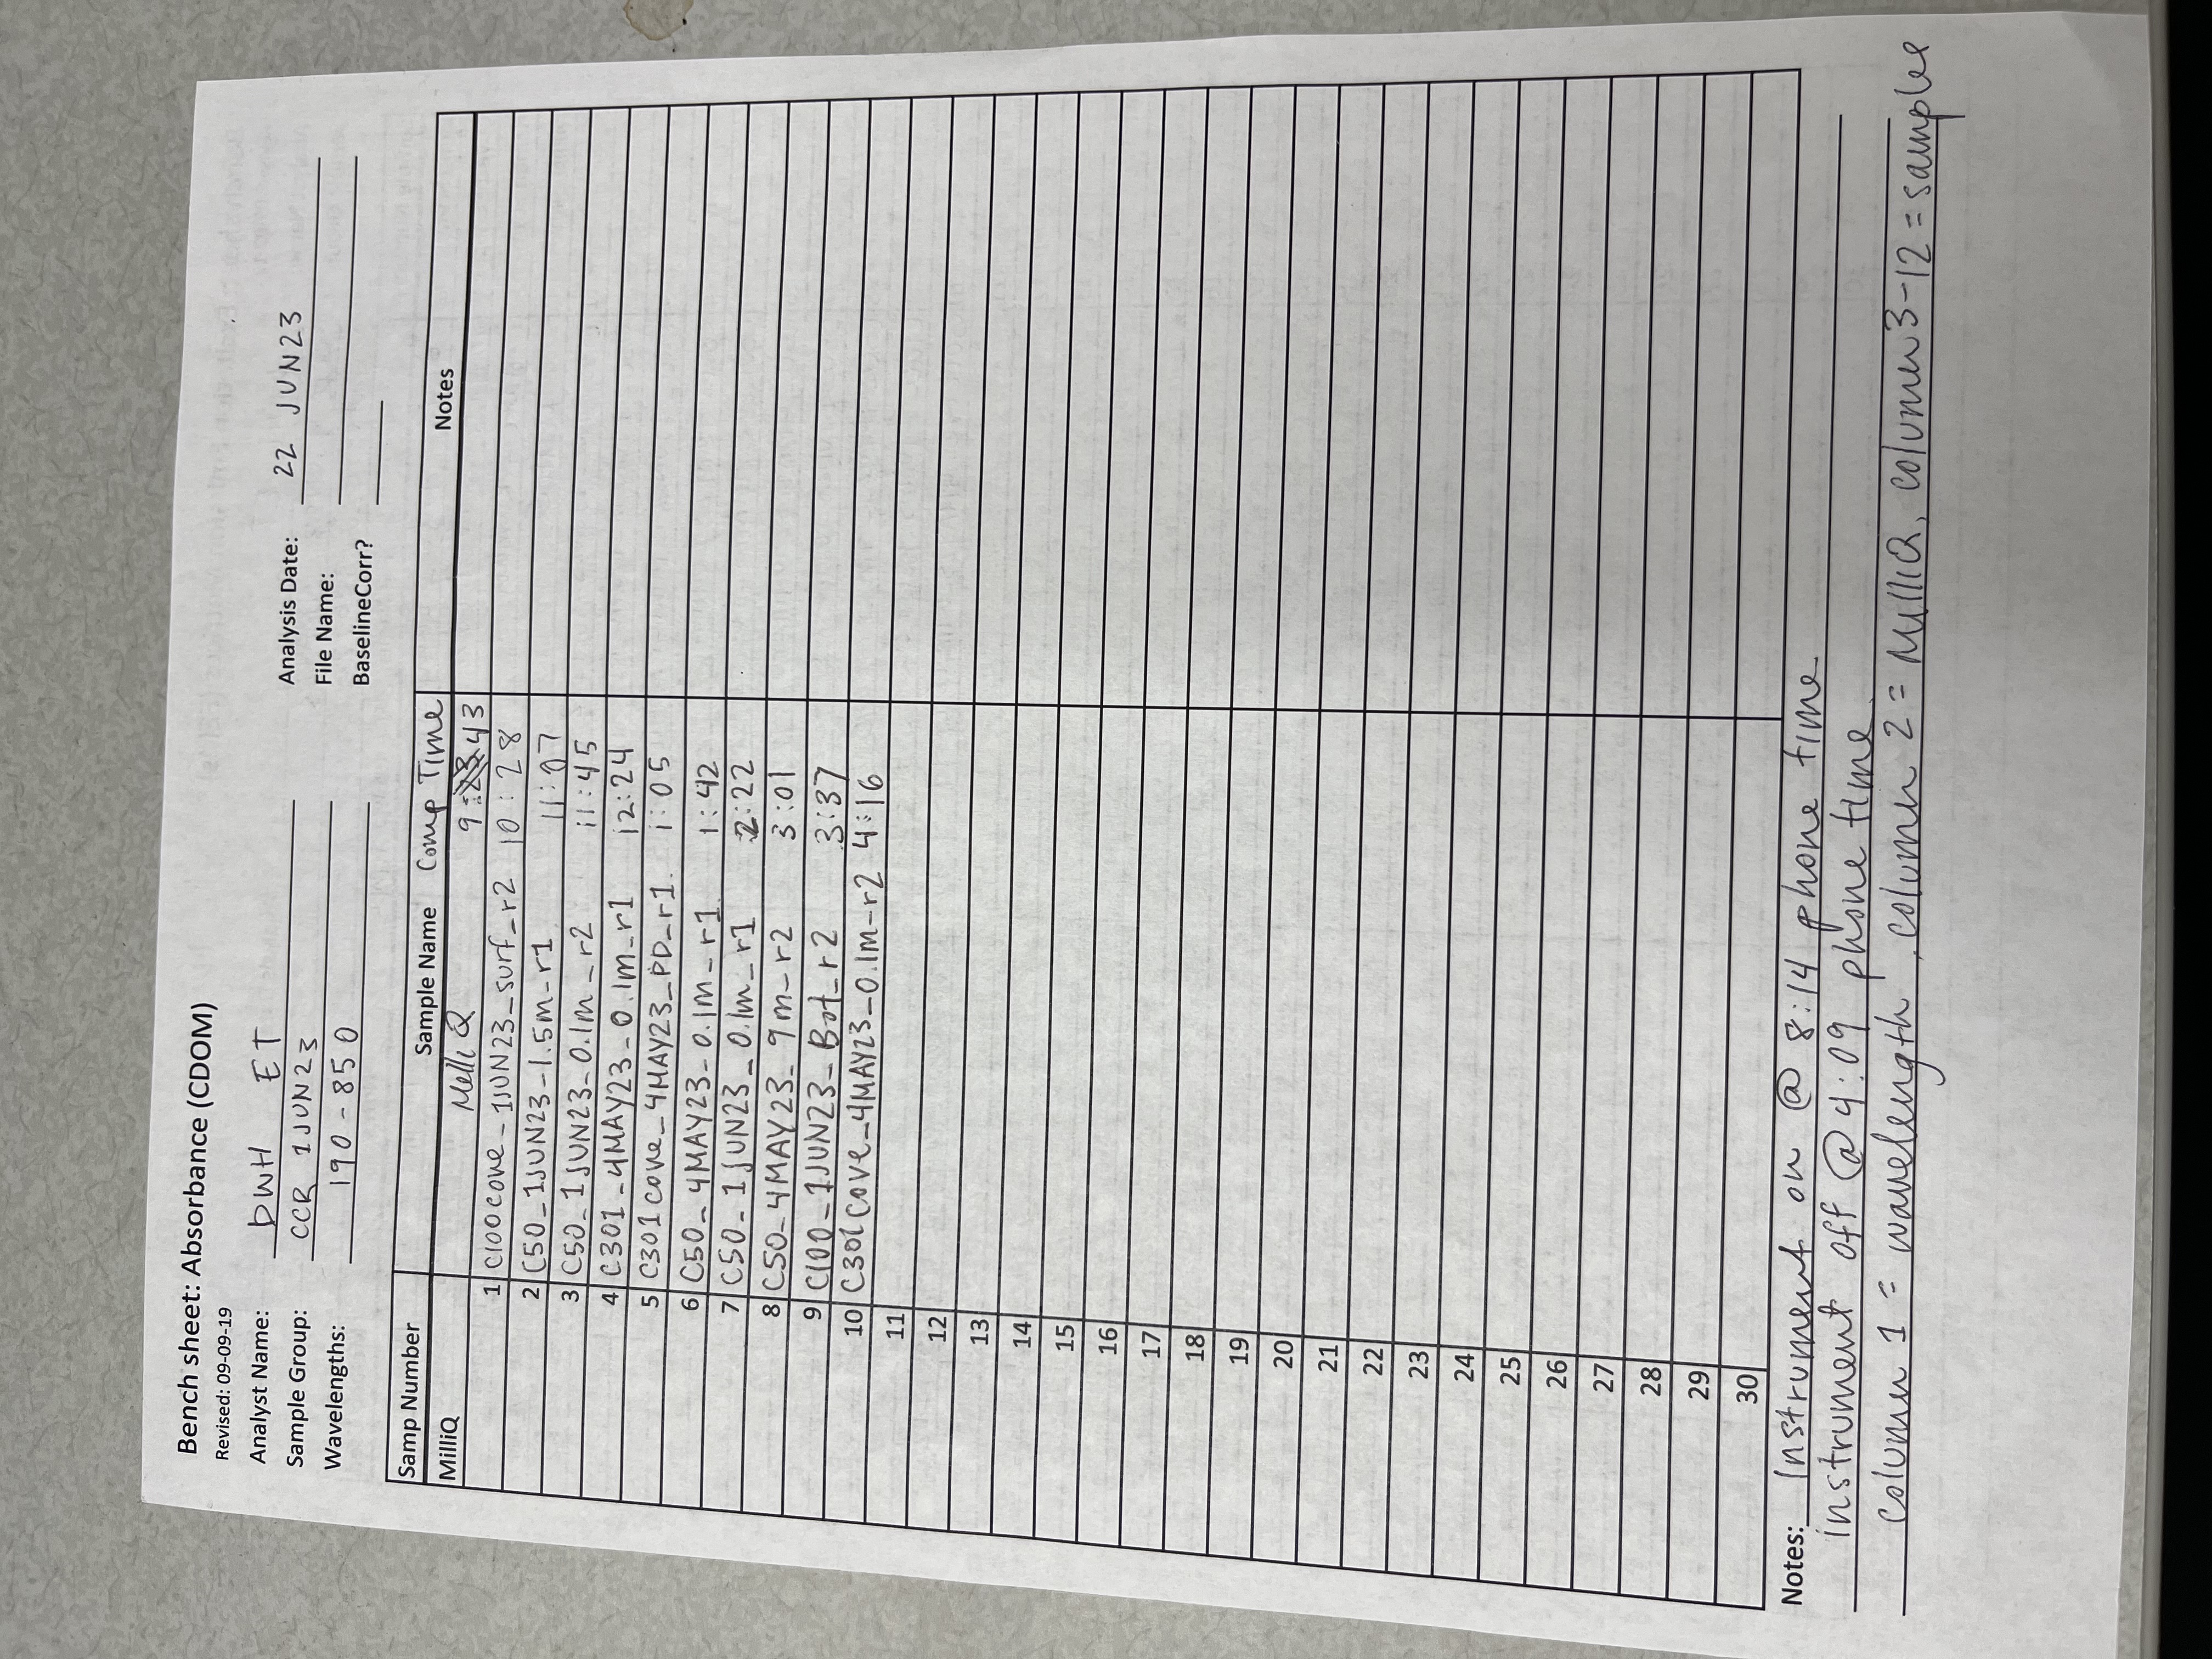 Bench sheet: Absorbance (CDOM)
Revised: 09-09-19
Analyst Name: DWH ET
Analysis Date: 22 JUN23
Sample Group: CCR 1JUN23
File Name:
Wavelengths: 190-850
BaselineCorr?
Samp Number Sample Name Comp Time Notes
MilliQ Milli Q 9:43
1 C100cove_1JUN23_surf_r2 10:28
2 C50_1JUN23_1.5m_r1 11:07
3 C50_1JUN23_0.1m_r2 11:45
4 C301_4MAY23_0.1m_r1 12:24
5 C301cove_4MAY23_PD_r1. 1:05
6 C50_4MAY23_0.1m_r1. 1:42
7 C50_1JUN23_0.1m_r1 2:22
8 C50_4MAY23_9m_r2 3:01
9 C100_1JUN23_Bot_r2 3:37
10 C301cove_4MAY23_0.1m_r2 4:16
11
12
13
14
15
16
17
18
19
20
21
22
23
24
25
26
27
28
29
30
Notes: Instrument on @ 8:14 phone time
instrument off @ 4:09 phone time.
column 1 = wavelength, column 2 = MilliQ, column 3-12 = samples